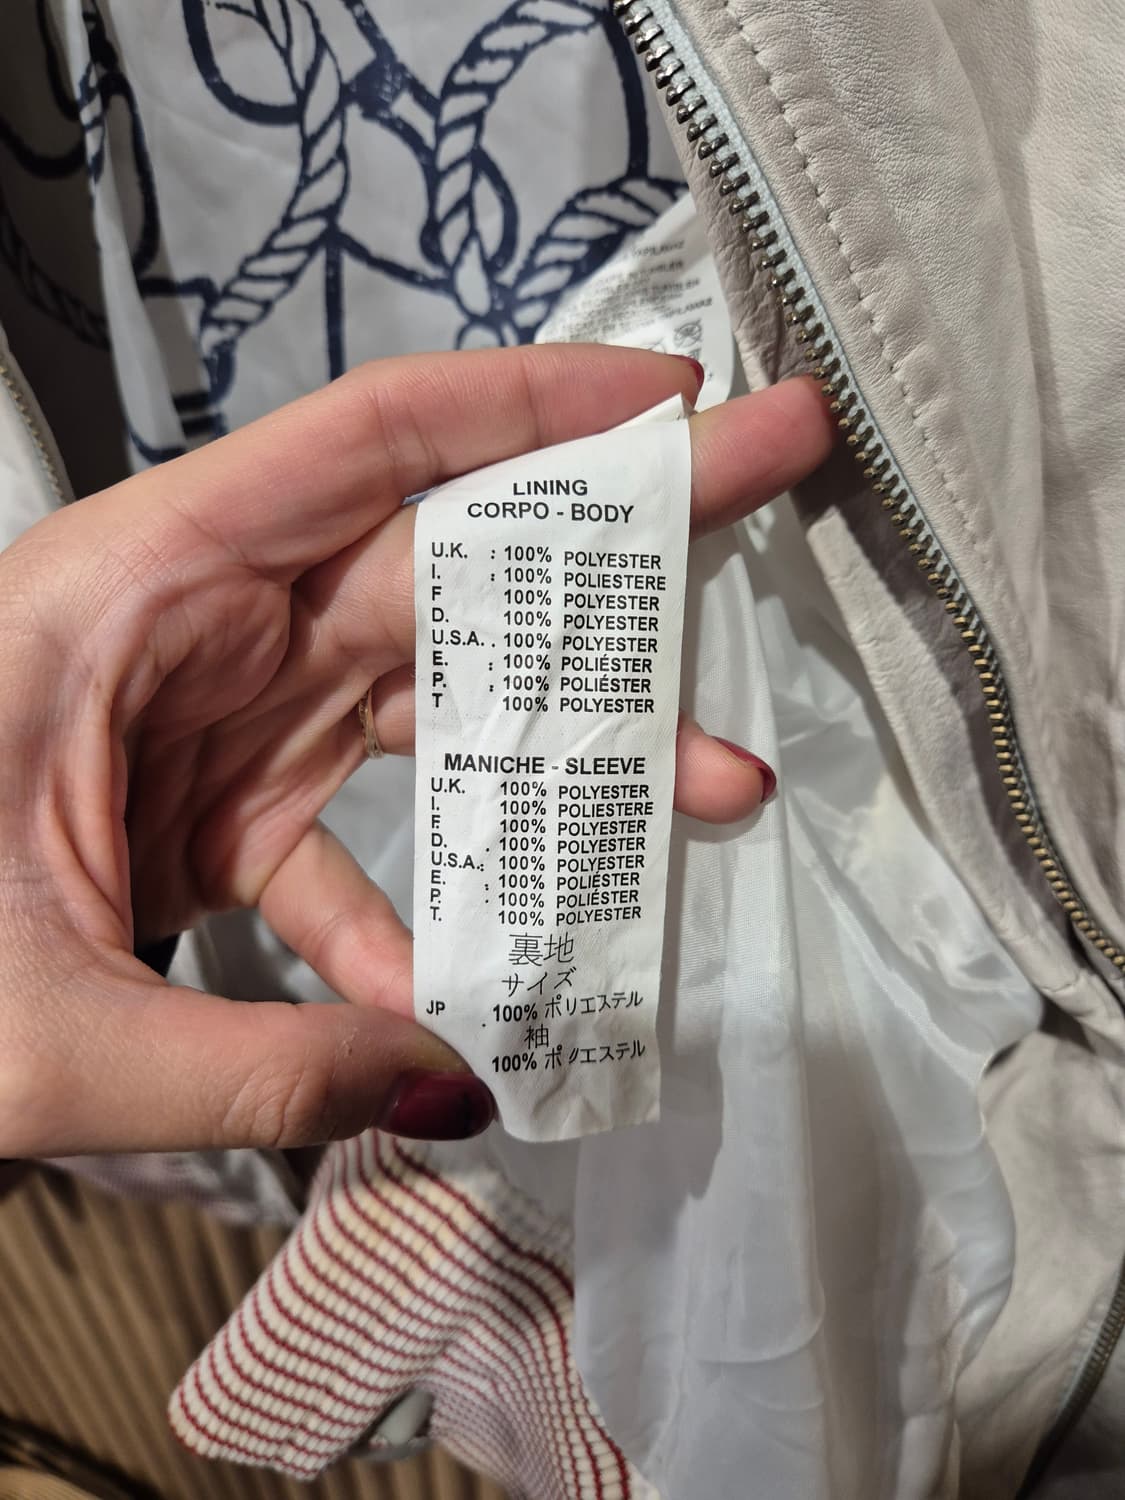 LINING
CORPO - BODY
U.K. : 100% POLYESTER
I. : 100% POLIESTERE
F 100% POLYESTER
D. 100% POLYESTER
U.S.A. . 100% POLYESTER
E. : 100% POLIÉSTER
P. : 100% POLIÉSTER
T 100% POLYESTER
MANICHE - SLEEVE
U.K. 100% POLYESTER
I. 100% POLIESTERE
F. 100% POLYESTER
D. . 100% POLYESTER
U.S.A.: 100% POLYESTER
E. : 100% POLIÉSTER
P. . 100% POLIÉSTER
T. 100% POLYESTER
裏地
サイズ
JP . 100% ポリエステル
袖
100% ポリエステル